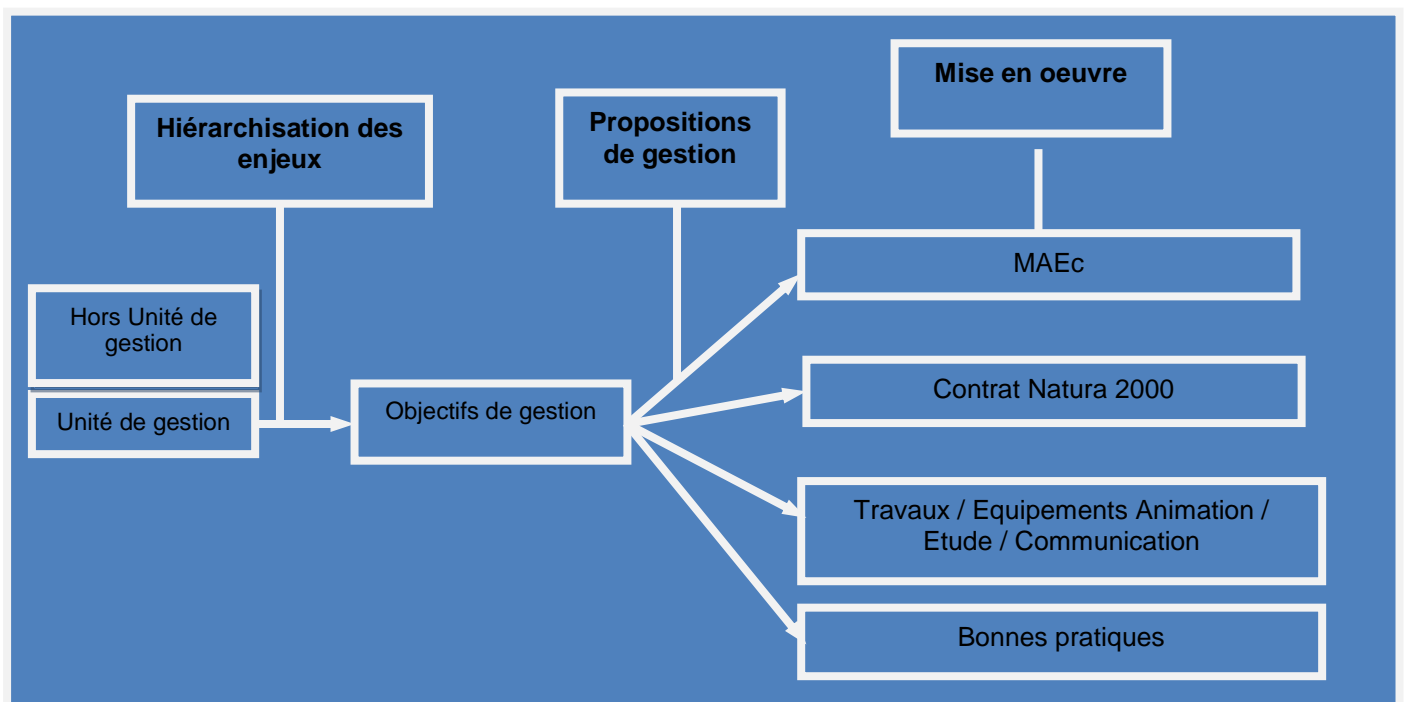 Mise en oeuvre
Hiérarchisation des
enjeux
Propositions
de gestion
MAEc
Hors Unité de
gestion
Contrat Natura 2000
Unité de gestion
Objectifs de gestion
Travaux / Equipements Animation /
Etude / Communication
Bonnes pratiques